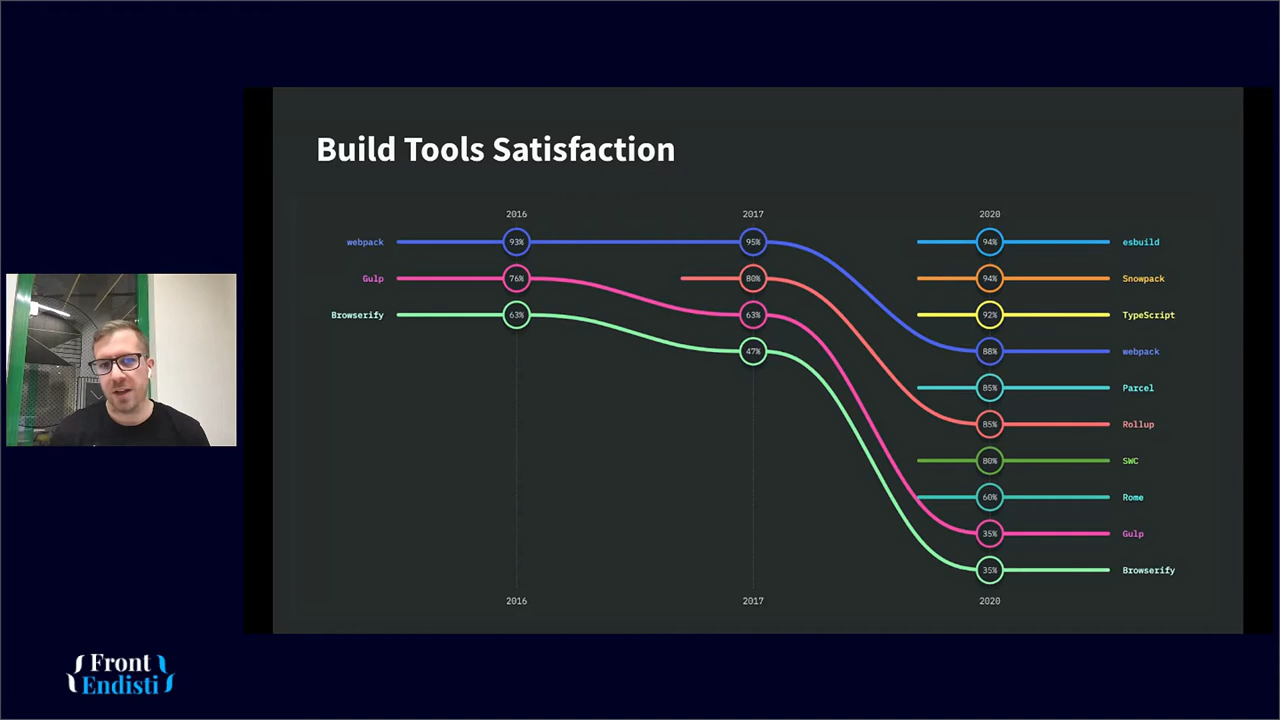 Build Tools Satisfaction
2016 2017 2020
webpack 93% 95% 94% esbuild
Gulp 76% 80% 94% Snowpack
Browserify 63% 63% 92% TypeScript
47% 88% webpack
85% Parcel
85% Rollup
80% SWC
60% Rome
35% Gulp
35% Browserify
2016 2017 2020
{Front
Endisti}